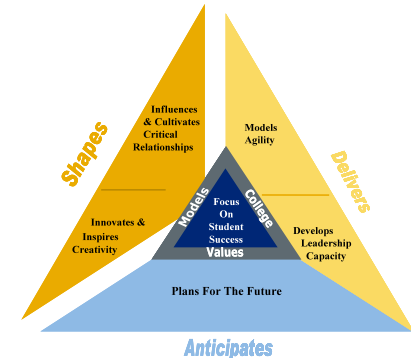 Shapes
Influences
& Cultivates
Critical
Relationships
Innovates &
Inspires
Creativity
Models
Agility
Delivers
Develops
Leadership
Capacity
Models
College
Values
Focus
On
Student
Success
Plans For The Future
Anticipates